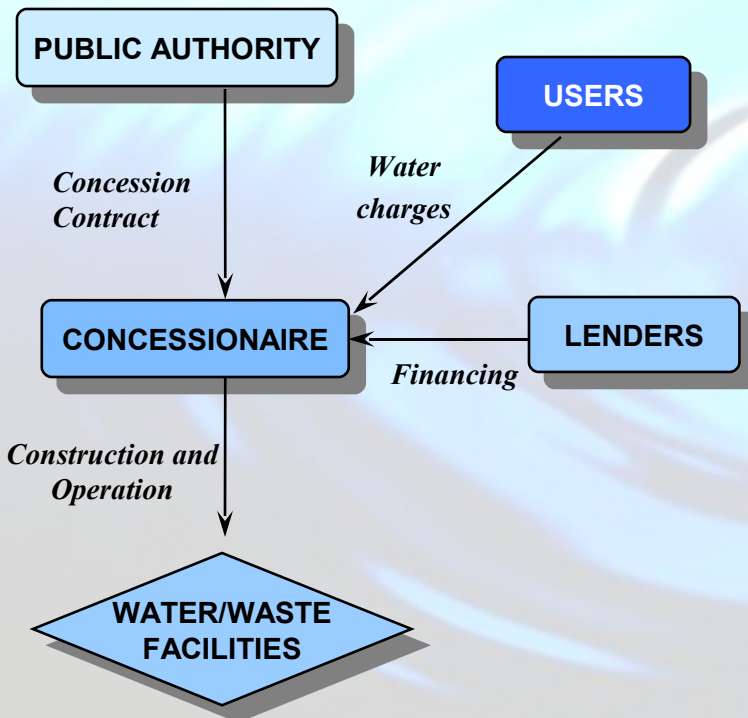 PUBLIC AUTHORITY
USERS
Concession
Contract
Water
charges
CONCESSIONAIRE
LENDERS
Financing
Construction and
Operation
WATER/WASTE
FACILITIES